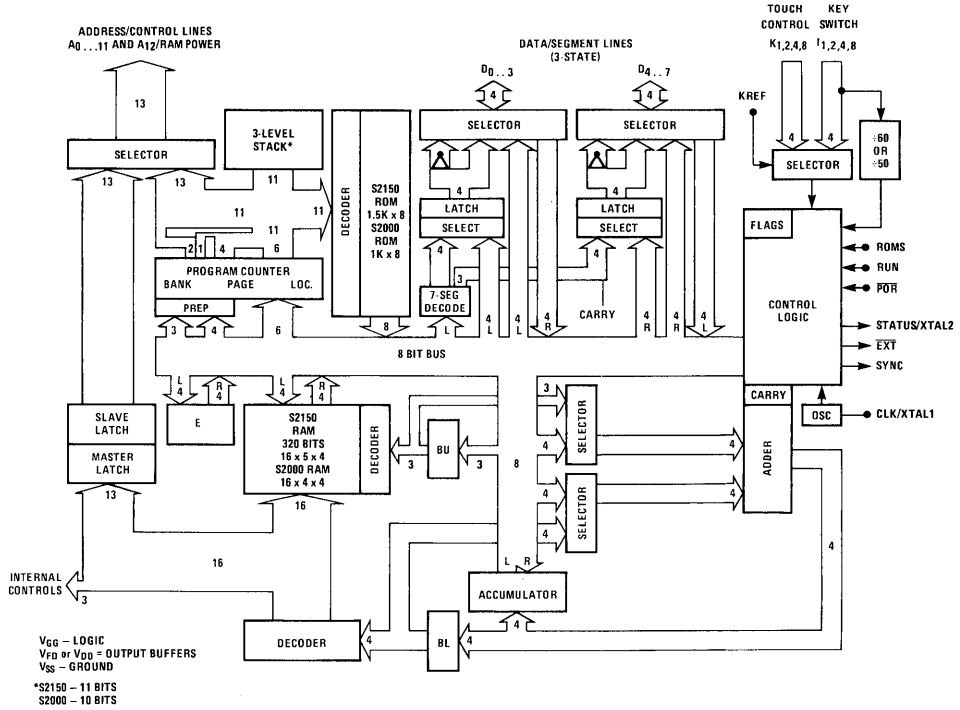 ADDRESS/CONTROL LINES
A0...11 AND A12/RAM POWER
DATA/SEGMENT LINES
(3-STATE)
TOUCH
CONTROL
K1,2,4,8
KEY
SWITCH
I1,2,4,8
D0..3
D4..7
4
4
KREF
13
3-LEVEL
STACK*
SELECTOR
SELECTOR
SELECTOR
4
4
SELECTOR
÷60
OR
÷50
13
13
11
11
11
11
DECODER
S2150
ROM
1.5K x 8
S2000
ROM
1K x 8
4
LATCH
SELECT
4
LATCH
SELECT
4
4
4
3
2
1
4
6
PROGRAM COUNTER
BANK
PAGE
LOC.
PREP
3
4
6
8
7-SEG
DECODE
L
4
L
4
L
4
R
CARRY
4
R
4
R
4
L
FLAGS
CONTROL
LOGIC
ROMS
RUN
POR
STATUS/XTAL2
EXT
SYNC
8 BIT BUS
L
4
R
4
E
L
4
R
4
SLAVE
LATCH
MASTER
LATCH
13
S2150
RAM
320 BITS
16 x 5 x 4
S2000 RAM
16 x 4 x 4
DECODER
3
BU
3
8
3
4
SELECTOR
4
4
SELECTOR
4
4
CARRY
ADDER
OSC
CLK/XTAL1
16
16
4
INTERNAL
CONTROLS
3
L
R
ACCUMULATOR
4
DECODER
4
BL
4
VGG – LOGIC
VFD or VDD = OUTPUT BUFFERS
VSS – GROUND
*S2150 – 11 BITS
S2000 – 10 BITS